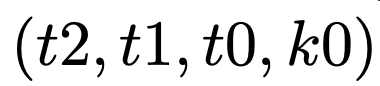 (t2, t1, t0, k0)